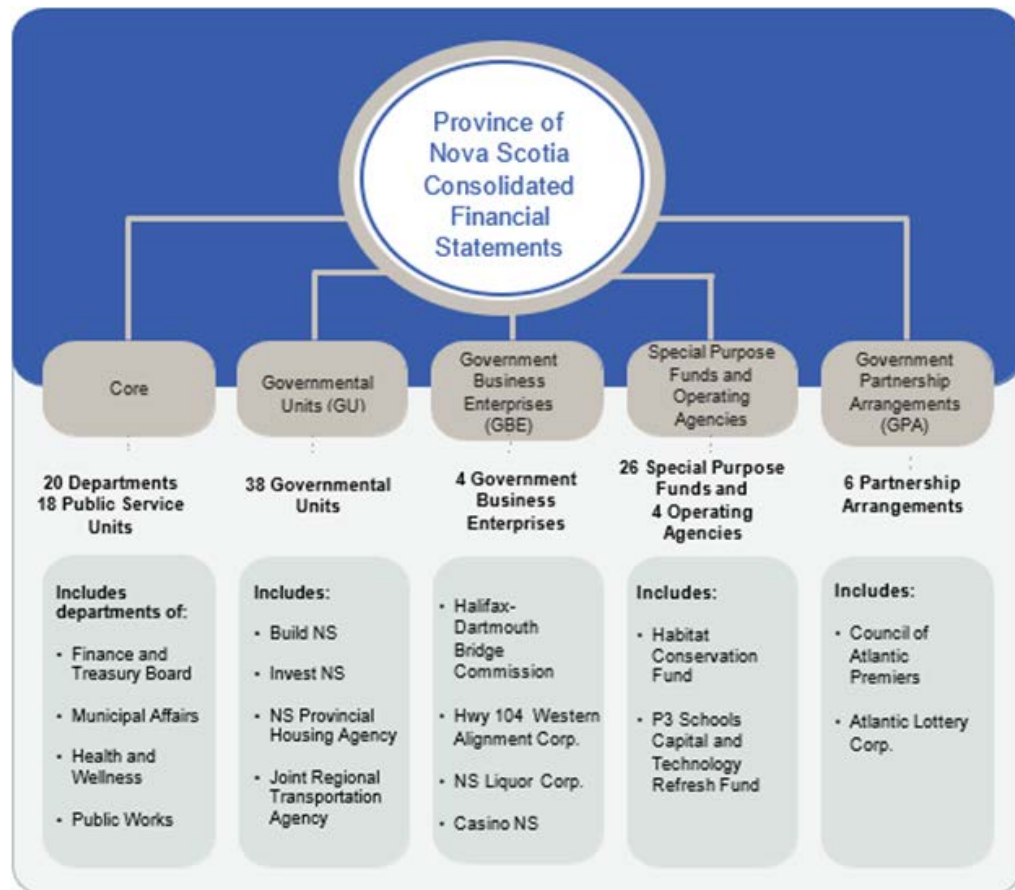 Province of
Nova Scotia
Consolidated
Financial
Statements
Core
Governmental
Units (GU)
Government
Business
Enterprises
(GBE)
Special Purpose
Funds and
Operating
Agencies
Government
Partnership
Arrangements
(GPA)
20 Departments
18 Public Service
Units
38 Governmental
Units
4 Government
Business
Enterprises
26 Special Purpose
Funds and
4 Operating
Agencies
6 Partnership
Arrangements
Includes
departments of:
• Finance and
Treasury Board
• Municipal Affairs
• Health and
Wellness
• Public Works
Includes:
• Build NS
• Invest NS
• NS Provincial
Housing Agency
• Joint Regional
Transportation
Agency
• Halifax-
Dartmouth
Bridge
Commission
• Hwy 104 Western
Alignment Corp.
• NS Liquor Corp.
• Casino NS
Includes:
• Habitat
Conservation
Fund
• P3 Schools
Capital and
Technology
Refresh Fund
Includes:
• Council of
Atlantic
Premiers
• Atlantic Lottery
Corp.